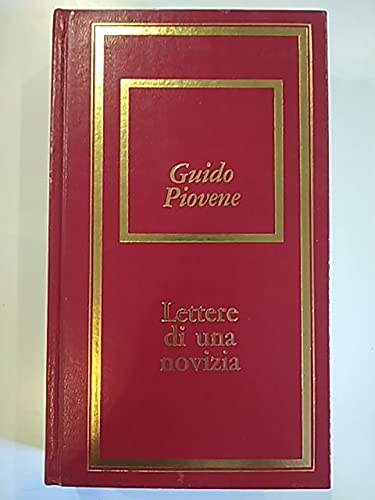 Guido
Piovene
Lettere
di una
novizia